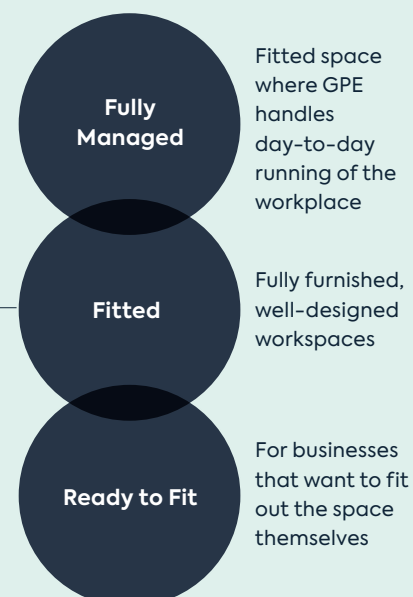 Fully
Managed
Fitted space
where GPE
handles
day-to-day
running of the
workplace
Fitted
Fully furnished,
well-designed
workspaces
Ready to Fit
For businesses
that want to fit
out the space
themselves